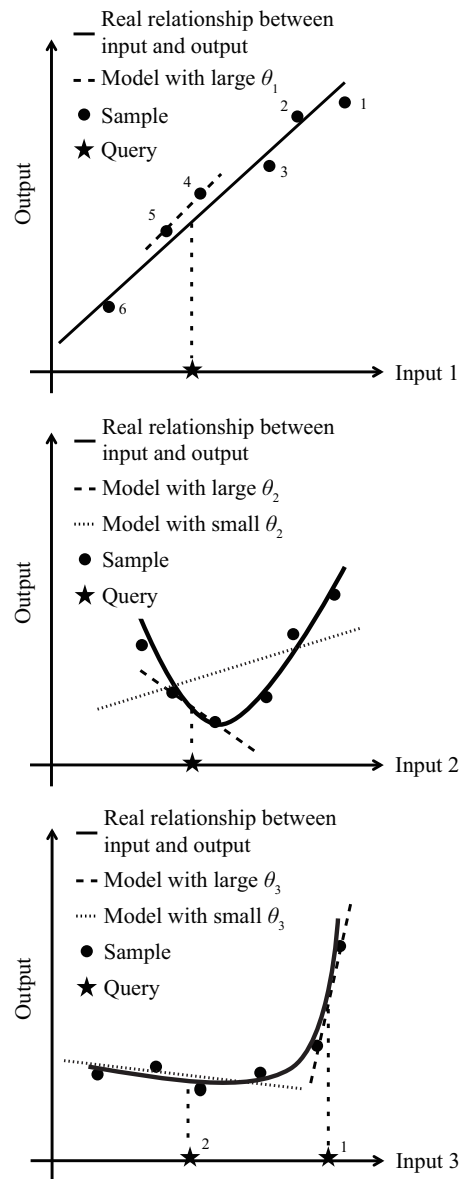 Real relationship between
input and output
Model with large θ1
Sample
Query
2
1
3
4
5
6
Output
Input 1
Real relationship between
input and output
Model with large θ2
Model with small θ2
Sample
Query
Output
Input 2
Real relationship between
input and output
Model with large θ3
Model with small θ3
Sample
Query
Output
2
1
Input 3